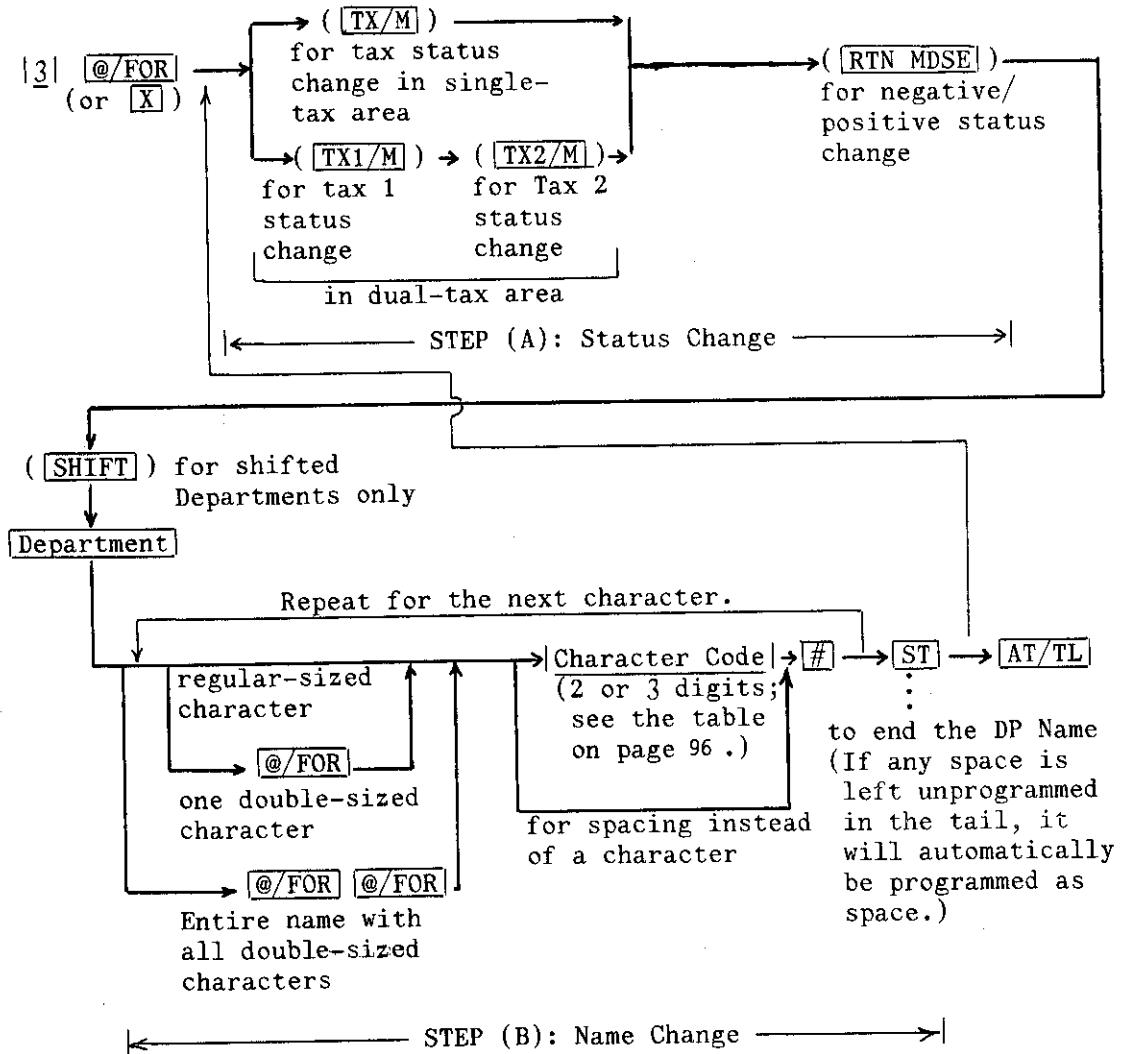 ( TX/M )
for tax status
change in single-
tax area
|3| @/FOR
(or X )
( RTN MDSE )
for negative/
positive status
change
( TX1/M ) → ( TX2/M )
for tax 1
status
change
for Tax 2
status
change
in dual-tax area
STEP (A): Status Change
( SHIFT ) for shifted
Departments only
Department
Repeat for the next character.
regular-sized
character
@/FOR
one double-sized
character
@/FOR @/FOR
Entire name with
all double-sized
characters
|Character Code| → # → ST → AT/TL
(2 or 3 digits;
see the table
on page 96 .)
for spacing instead
of a character
to end the DP Name
(If any space is
left unprogrammed
in the tail, it
will automatically
be programmed as
space.)
STEP (B): Name Change